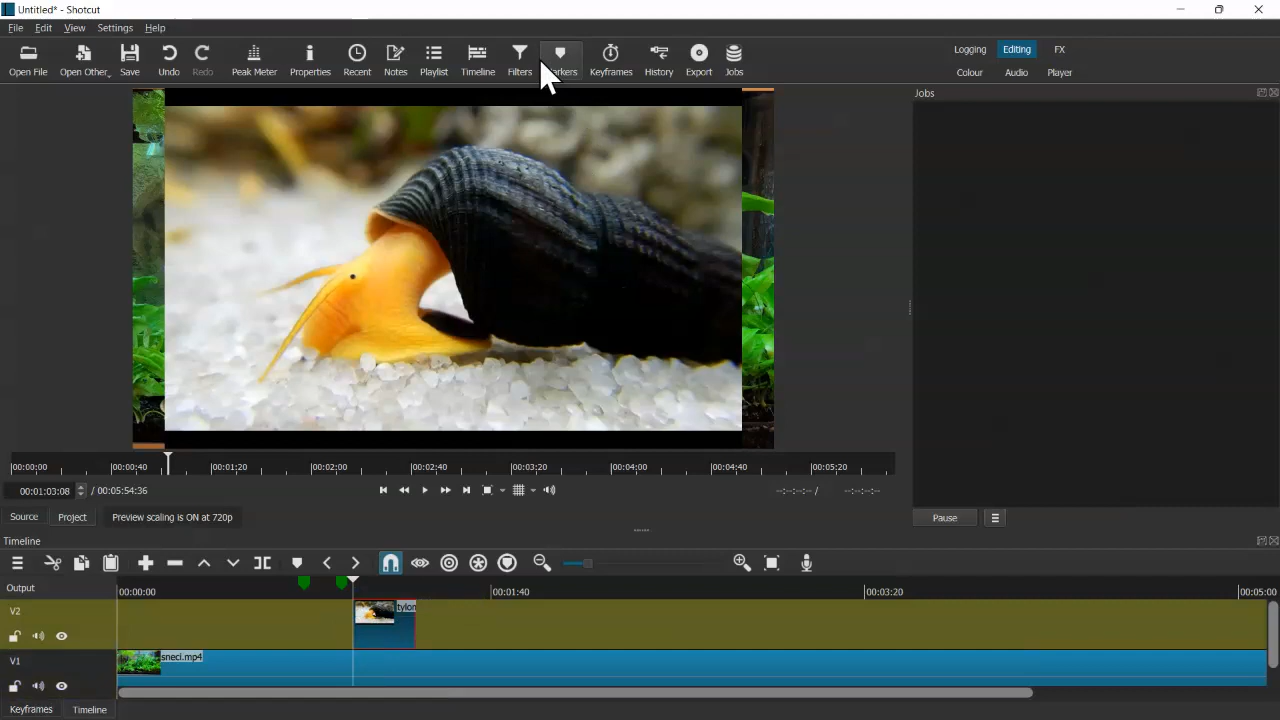 Untitled* - Shotcut
File Edit View Settings Help
Open File Open Other Save Undo Redo Peak Meter Properties Recent Notes Playlist Timeline Filters Keyframes History Export Jobs
Logging Editing FX
Colour Audio Player
Jobs
00:00:00 00:00:40 00:01:20 00:02:00 00:02:40 00:03:20 00:04:00 00:04:40 00:05:20
00:01:03:08 / 00:05:54:36 --:--:--:-- / --:--:--:--
Source Project Preview scaling is ON at 720p
Pause
Timeline
Output 00:00:00 00:01:40 00:03:20 00:05:00
V2
V1 sneci.mp4
Keyframes Timeline